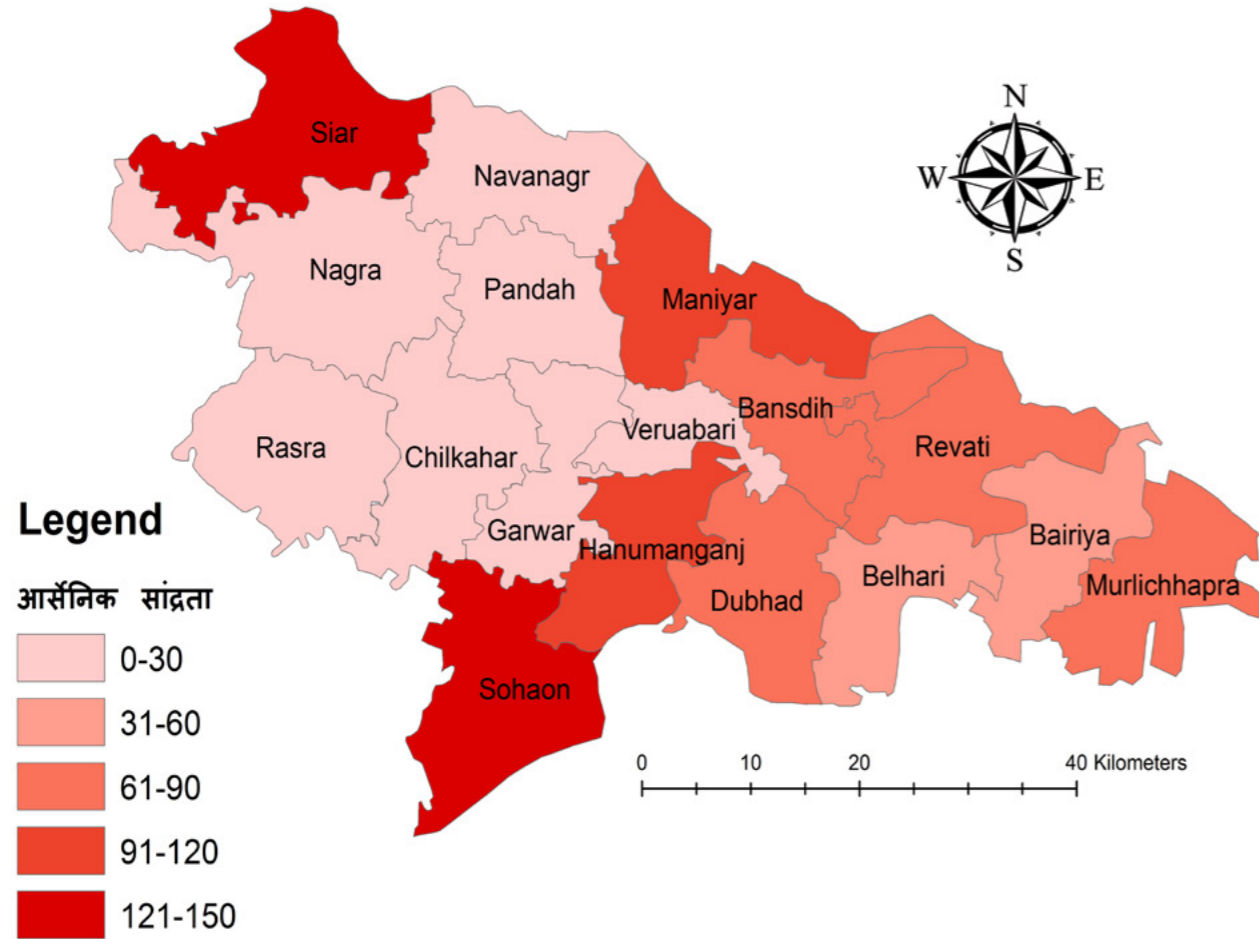 Siar
Navanagr
Nagra
Pandah
Maniyar
Rasra
Chilkahar
Veruabari
Bansdih
Revati
Garwar
Hanumanganj
Dubhad
Belhari
Bairiya
Murlichhapra
Sohaon
N
W E
S
Legend
आर्सेनिक सांद्रता
0-30
31-60
61-90
91-120
121-150
0 10 20 40 Kilometers